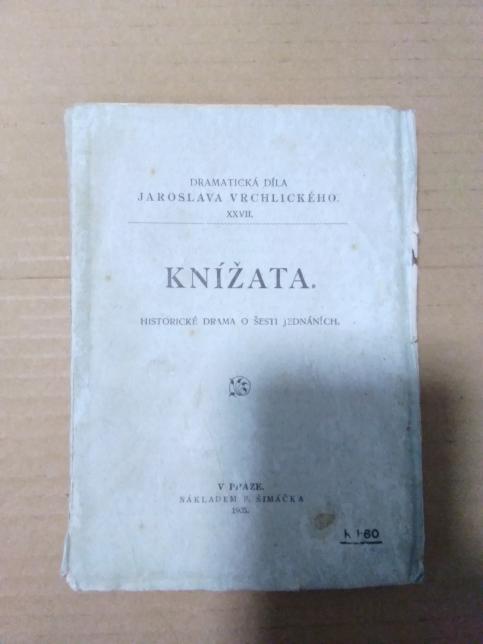 DRAMATICKÁ DÍLA
JAROSLAVA VRCHLICKÉHO.
XXVII.
KNÍŽATA.
HISTORICKÉ DRAMA O ŠESTI JEDNÁNÍCH.
V PRAZE.
NÁKLADEM F. ŠIMÁČKA
K 1·60